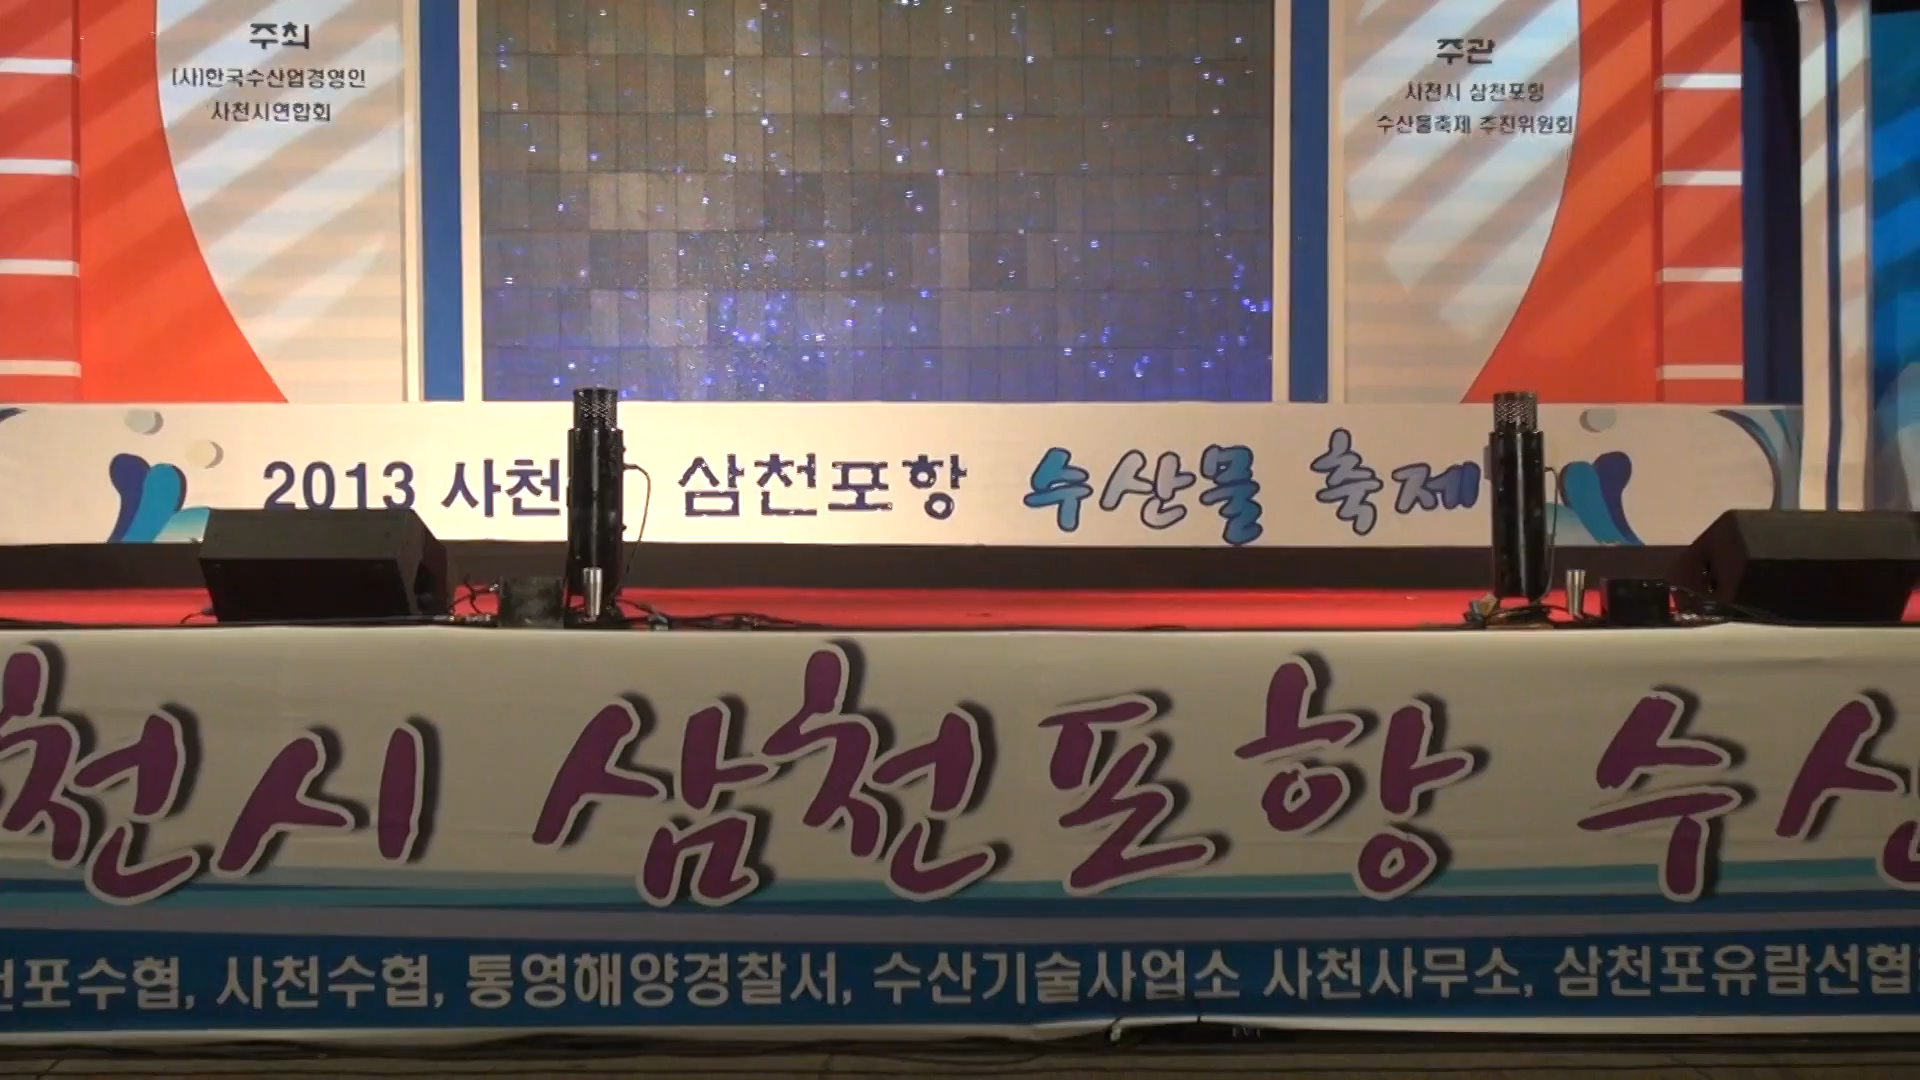 주최
(사)한국수산업경영인
사천시연합회
주관
사천시 삼천포항
수산물축제 추진위원회
2013 사천 삼천포항 수산물 축제
천시 삼천포항 수산
포수협, 사천수협, 통영해양경찰서, 수산기술사업소 사천사무소, 삼천포유람선협